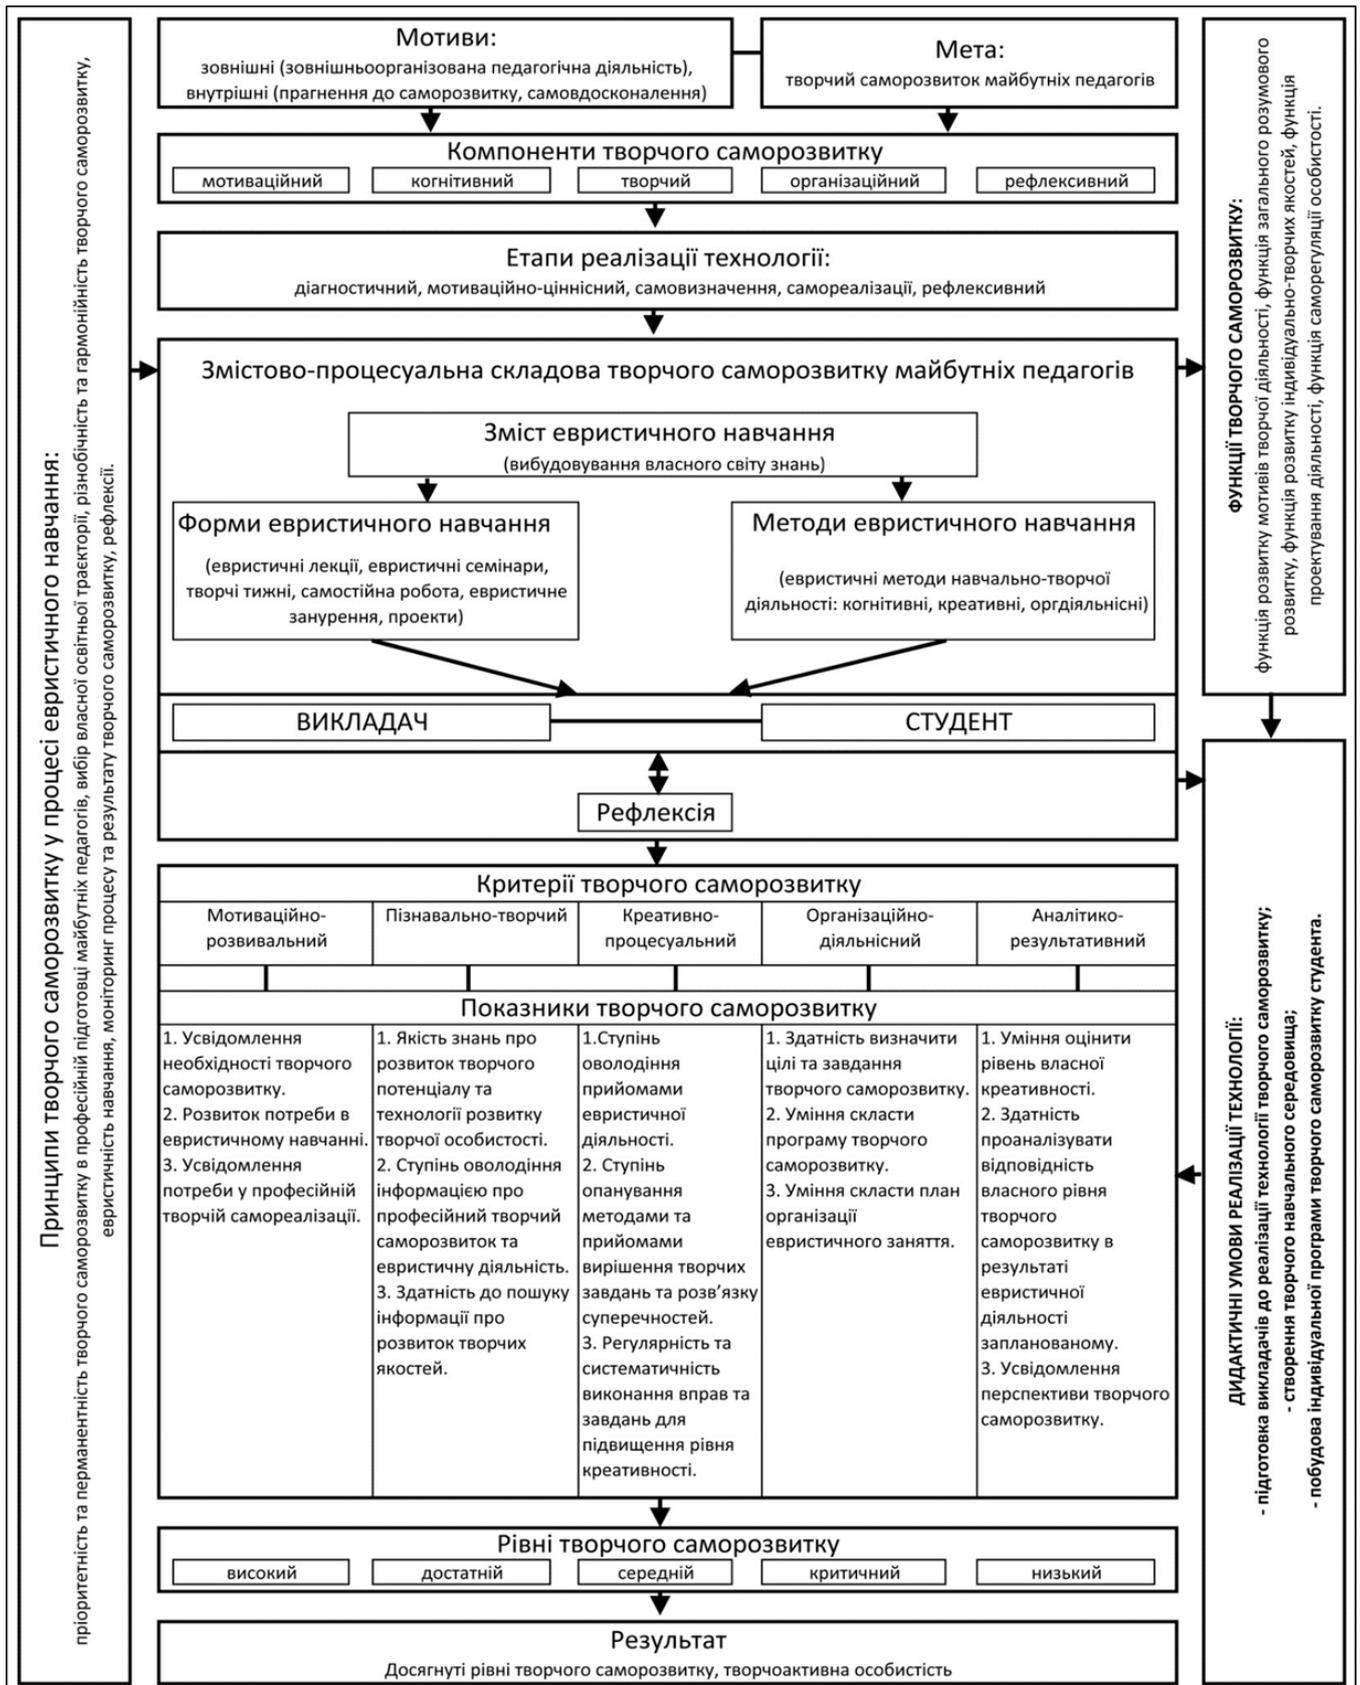 Принципи творчого саморозвитку у процесі евристичного навчання:
пріоритетність та перманентність творчого саморозвитку в професійній підготовці майбутніх педагогів, вибір власної освітньої траєкторії, різнобічність та гармонійність творчого саморозвитку,
евристичність навчання, моніторинг процесу та результату творчого саморозвитку, рефлексії.
Мотиви:
зовнішні (зовнішньоорганізована педагогічна діяльність),
внутрішні (прагнення до саморозвитку, самовдосконалення)
Мета:
творчий саморозвиток майбутніх педагогів
Компоненти творчого саморозвитку
мотиваційний
когнітивний
творчий
організаційний
рефлексивний
Етапи реалізації технології:
діагностичний, мотиваційно-ціннісний, самовизначення, самореалізації, рефлексивний
Змістово-процесуальна складова творчого саморозвитку майбутніх педагогів
Зміст евристичного навчання
(вибудовування власного світу знань)
Форми евристичного навчання
(евристичні лекції, евристичні семінари,
творчі тижні, самостійна робота, евристичне
занурення, проекти)
Методи евристичного навчання
(евристичні методи навчально-творчої
діяльності: когнітивні, креативні, оргдіяльнісні)
ВИКЛАДАЧ
СТУДЕНТ
Рефлексія
Критерії творчого саморозвитку
Мотиваційно-
розвивальний
Пізнавально-творчий
Креативно-
процесуальний
Організаційно-
діяльнісний
Аналітико-
результативний
Показники творчого саморозвитку
1. Усвідомлення
необхідності творчого
саморозвитку.
2. Розвиток потреби в
евристичному навчанні.
3. Усвідомлення
потреби у професійній
творчій самореалізації.
1. Якість знань про
розвиток творчого
потенціалу та
технології розвитку
творчої особистості.
2. Ступінь оволодіння
інформацією про
професійний творчий
саморозвиток та
евристичну діяльність.
3. Здатність до пошуку
інформації про
розвиток творчих
якостей.
1.Ступінь
оволодіння
прийомами
евристичної
діяльності.
2. Ступінь
опанування
методами та
прийомами
вирішення творчих
завдань та розв’язку
суперечностей.
3. Регулярність та
систематичність
виконання вправ та
завдань для
підвищення рівня
креативності.
1. Здатність визначити
цілі та завдання
творчого саморозвитку.
2. Уміння скласти
програму творчого
саморозвитку.
3. Уміння скласти план
організації
евристичного заняття.
1. Уміння оцінити
рівень власної
креативності.
2. Здатність
проаналізувати
відповідність
власного рівня
творчого
саморозвитку в
результаті
евристичної
діяльності
запланованому.
3. Усвідомлення
перспективи творчого
саморозвитку.
Рівні творчого саморозвитку
високий
достатній
середній
критичний
низький
Результат
Досягнуті рівні творчого саморозвитку, творчоактивна особистість
ФУНКЦІЇ ТВОРЧОГО САМОРОЗВИТКУ:
функція розвитку мотивів творчої діяльності, функція загального розумового
розвитку, функція розвитку індивідуально-творчих якостей, функція
проектування діяльності, функція саморегуляції особистості.
ДИДАКТИЧНІ УМОВИ РЕАЛІЗАЦІЇ ТЕХНОЛОГІЇ:
- підготовка викладачів до реалізації технології творчого саморозвитку;
- створення творчого навчального середовища;
- побудова індивідуальної програми творчого саморозвитку студента.